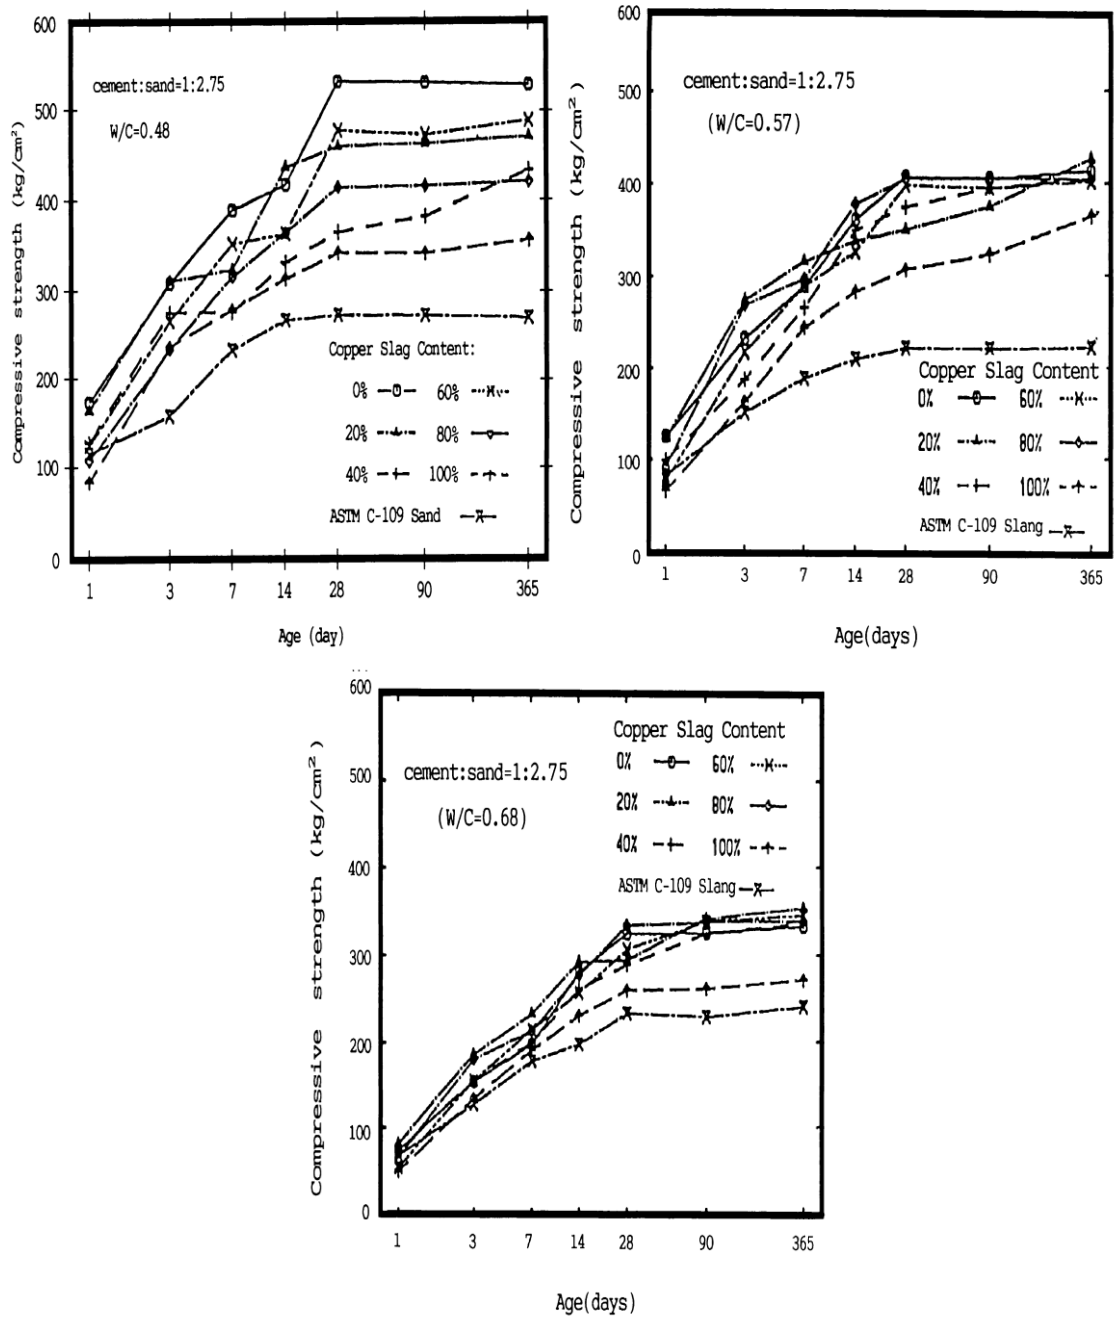 600
500
400
300
200
100
0
Compressive strength (kg/cm²)
cement:sand=1:2.75
W/C=0.48
Copper Slag Content:
0% 60%
20% 80%
40% 100%
ASTM C-109 Sand
1 3 7 14 28 90 365
Age (day)
600
500
400
300
200
100
0
Compressive strength (kg/cm²)
cement:sand=1:2.75
(W/C=0.57)
Copper Slag Content
0% 60%
20% 80%
40% 100%
ASTM C-109 Slang
1 3 7 14 28 90 365
Age(days)
600
500
400
300
200
100
0
Compressive strength (kg/cm²)
cement:sand=1:2.75
(W/C=0.68)
Copper Slag Content
0% 60%
20% 80%
40% 100%
ASTM C-109 Slang
1 3 7 14 28 90 365
Age(days)